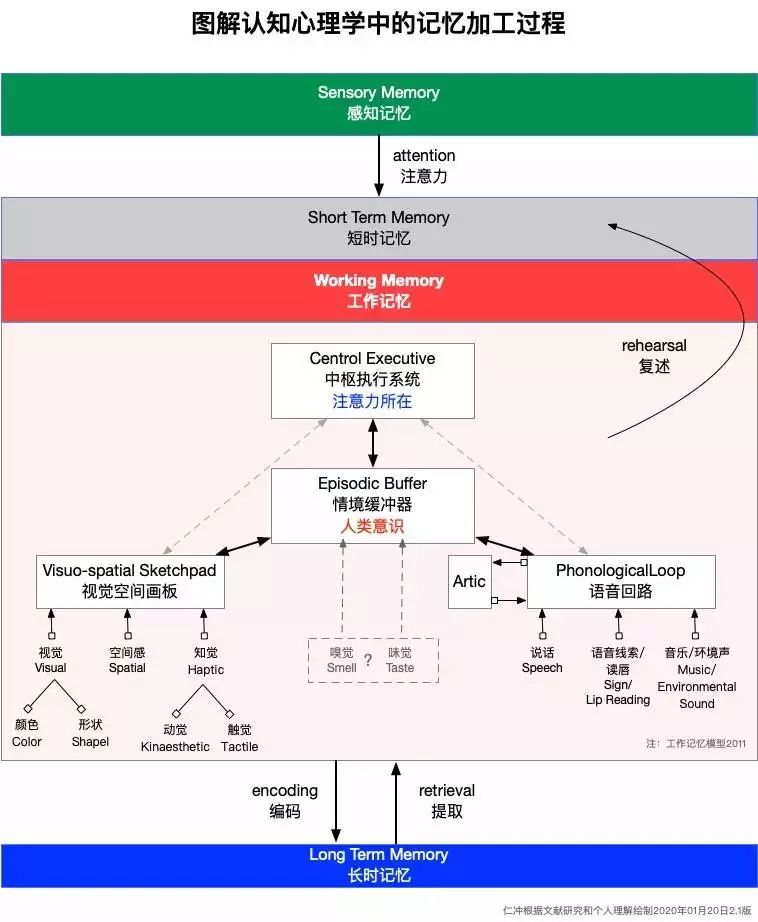 图解认知心理学中的记忆加工过程
Sensory Memory
感知记忆
attention
注意力
Short Term Memory
短时记忆
Working Memory
工作记忆
rehearsal
复述
Centrol Executive
中枢执行系统
注意力所在
Episodic Buffer
情境缓冲器
人类意识
Visuo-spatial Sketchpad
视觉空间画板
Artic
PhonologicalLoop
语音回路
视觉
Visual
空间感
Spatial
知觉
Haptic
嗅觉
Smell
?
味觉
Taste
说话
Speech
语音线索/
读唇
Sign/
Lip Reading
音乐/环境声
Music/
Environmental
Sound
颜色
Color
形状
Shapel
动觉
Kinaesthetic
触觉
Tactile
注：工作记忆模型2011
encoding
编码
retrieval
提取
Long Term Memory
长时记忆
仁冲根据文献研究和个人理解绘制2020年01月20日2.1版